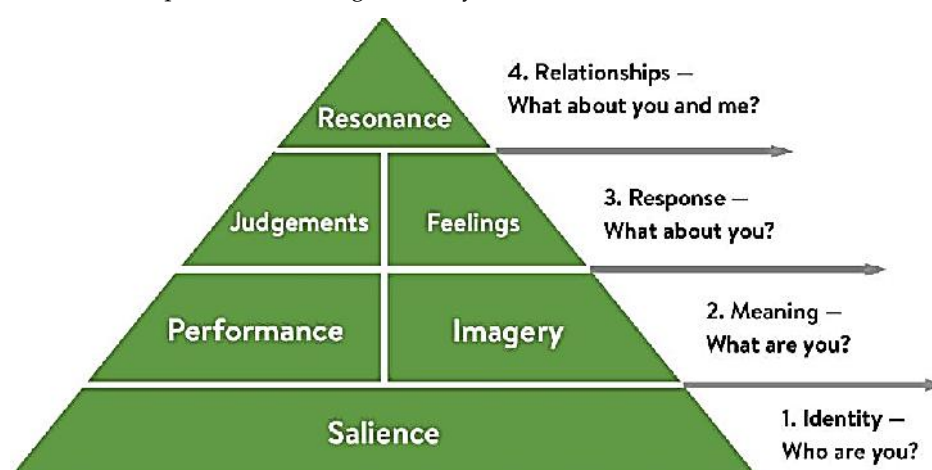 4. Relationships —
What about you and me?
Resonance
3. Response —
What about you?
Judgements
Feelings
2. Meaning —
What are you?
Performance
Imagery
1. Identity —
Who are you?
Salience